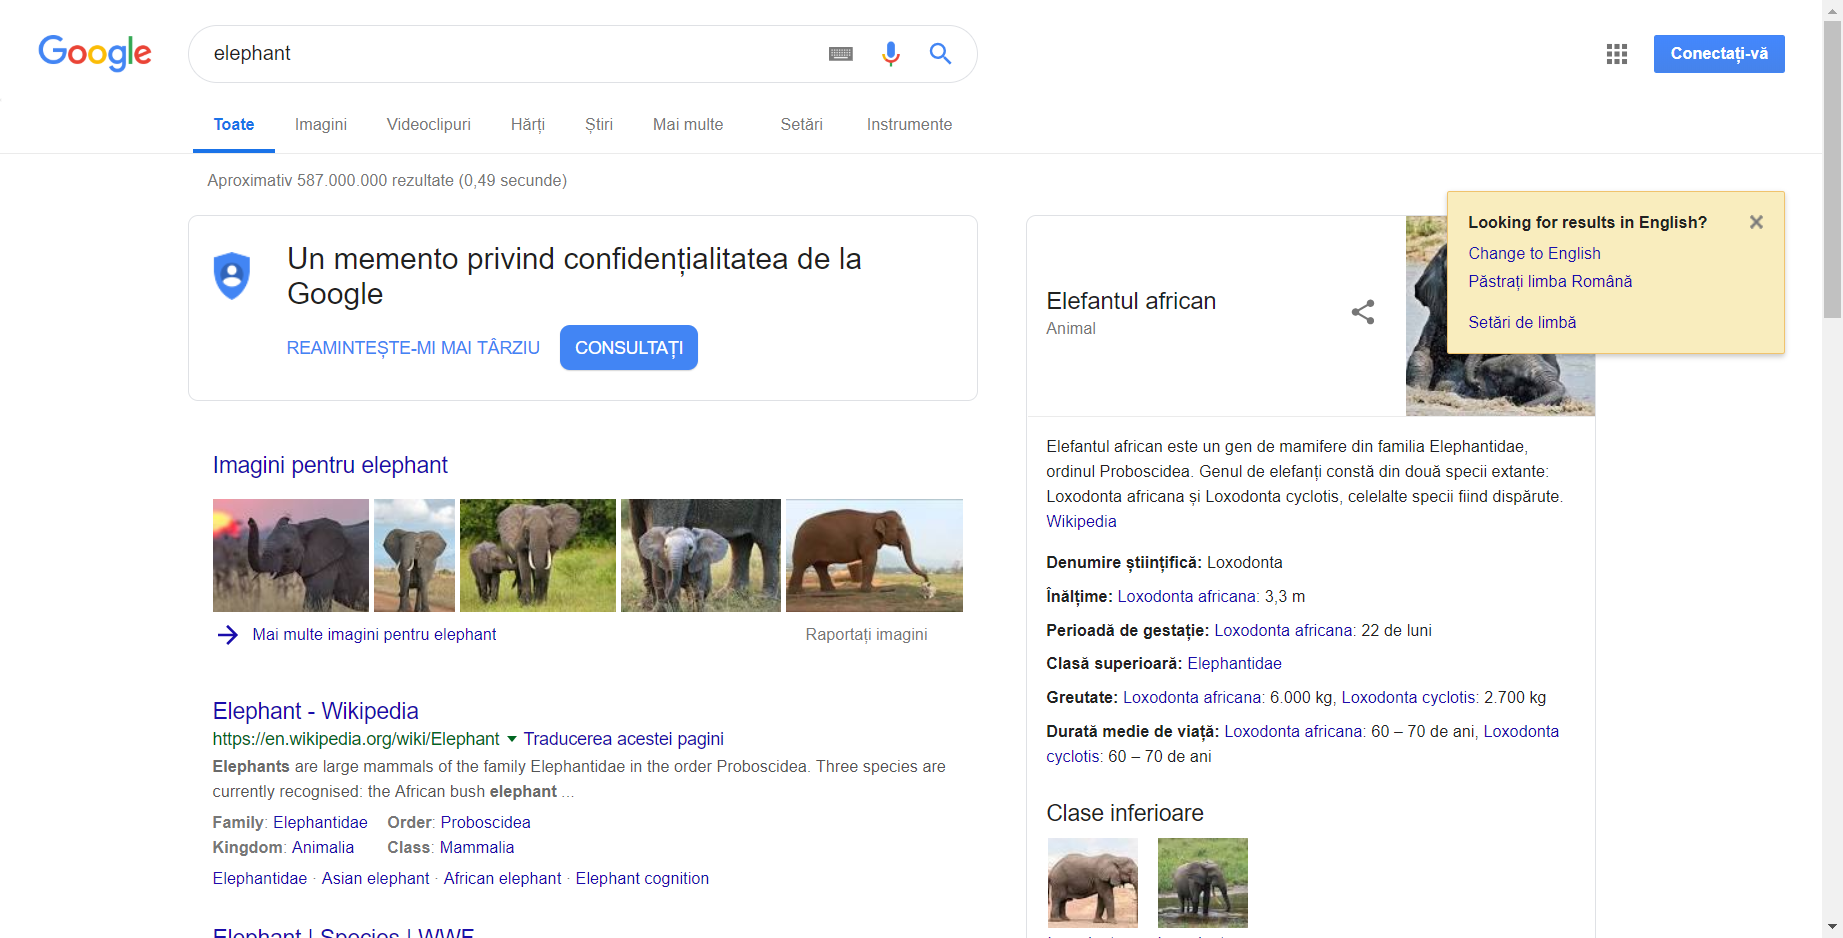 Google
elephant
Conectați-vă
Toate Imagini Videoclipuri Hărți Știri Mai multe Setări Instrumente
Aproximativ 587.000.000 rezultate (0,49 secunde)
Un memento privind confidențialitatea de la
Google
REAMINTEȘTE-MI MAI TÂRZIU CONSULTAȚI
Imagini pentru elephant
Mai multe imagini pentru elephant Raportați imagini
Elephant - Wikipedia
https://en.wikipedia.org/wiki/Elephant Traducerea acestei pagini
Elephants are large mammals of the family Elephantidae in the order Proboscidea. Three species are
currently recognised: the African bush elephant ...
Family: Elephantidae Order: Proboscidea
Kingdom: Animalia Class: Mammalia
Elephantidae · Asian elephant · African elephant · Elephant cognition
Elephant | Species | WWF
Looking for results in English?
Change to English
Păstrați limba Română
Setări de limbă
Elefantul african
Animal
Elefantul african este un gen de mamifere din familia Elephantidae,
ordinul Proboscidea. Genul de elefanți constă din două specii extante:
Loxodonta africana și Loxodonta cyclotis, celelalte specii fiind dispărute.
Wikipedia
Denumire științifică: Loxodonta
Înălțime: Loxodonta africana: 3,3 m
Perioadă de gestație: Loxodonta africana: 22 de luni
Clasă superioară: Elephantidae
Greutate: Loxodonta africana: 6.000 kg, Loxodonta cyclotis: 2.700 kg
Durată medie de viață: Loxodonta africana: 60 – 70 de ani, Loxodonta
cyclotis: 60 – 70 de ani
Clase inferioare